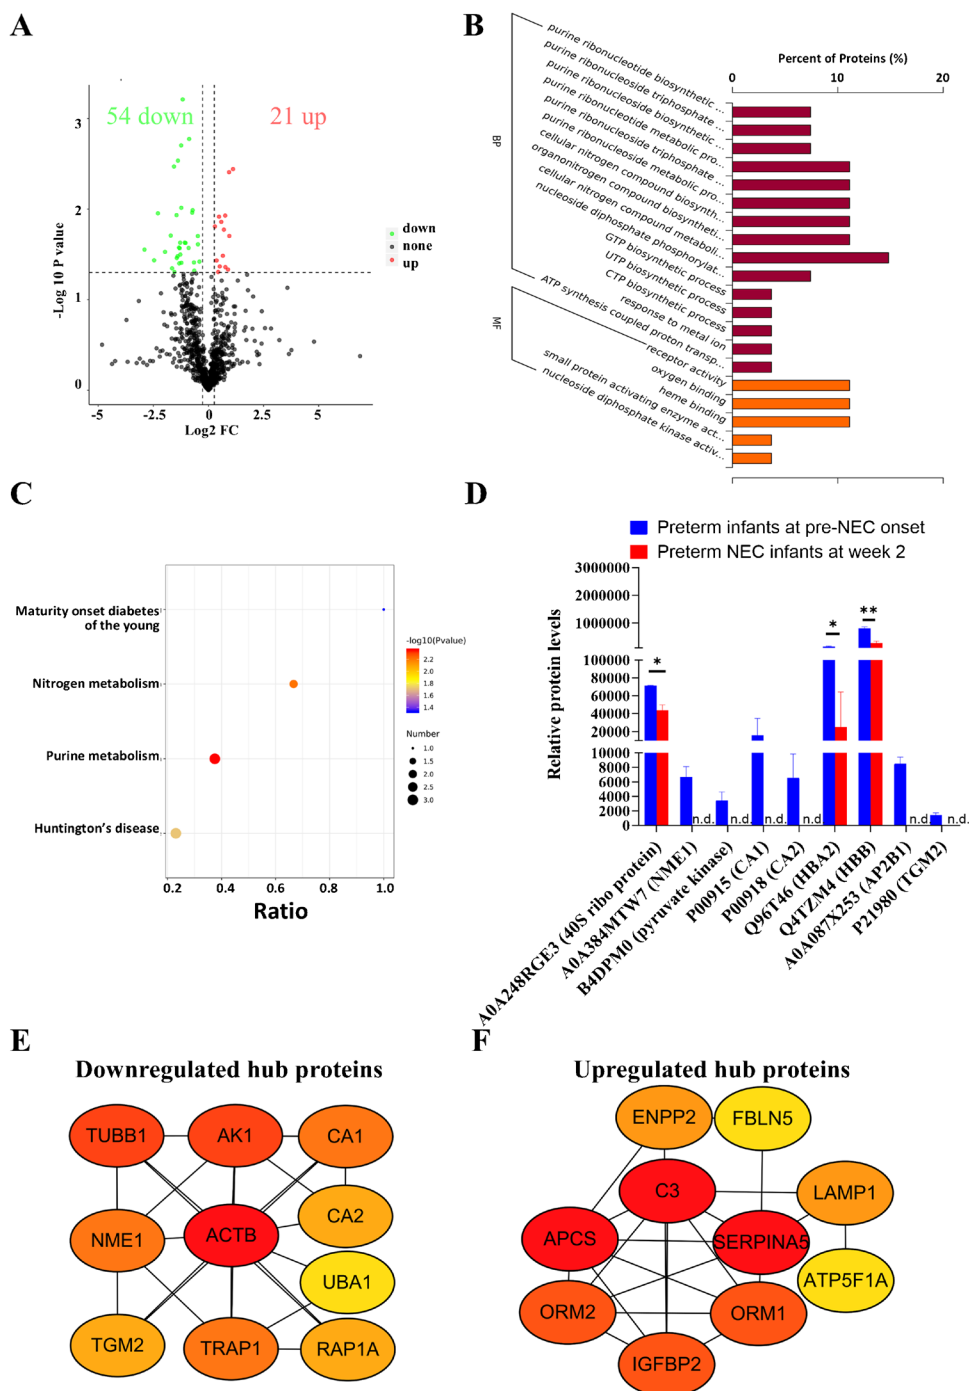 A
54 down
21 up
3
2
1
0
-Log 10 P value
-5
-2.5
0
2.5
5
Log2 FC
down
none
up
B
Percent of Proteins (%)
0
10
20
BP
MF
purine ribonucleotide biosynthetic ...
purine ribonucleoside triphosphate ...
purine ribonucleoside biosynthetic ...
purine ribonucleotide metabolic pro...
purine ribonucleoside triphosphate ...
purine ribonucleoside metabolic pro...
cellular nitrogen compound biosynth...
organonitrogen compound biosyntheti...
cellular nitrogen compound metaboli...
nucleoside diphosphate phosphorylat...
GTP biosynthetic process
UTP biosynthetic process
CTP biosynthetic process
response to metal ion
ATP synthesis coupled proton transp...
receptor activity
oxygen binding
heme binding
small protein activating enzyme act...
nucleoside diphosphate kinase activ...
0
10
20
C
Maturity onset diabetes
of the young
Nitrogen metabolism
Purine metabolism
Huntington's disease
0.2
0.4
0.6
0.8
1.0
Ratio
-log10(Pvalue)
2.2
2.0
1.8
1.6
1.4
Number
1.0
1.5
2.0
2.5
3.0
D
Preterm infants at pre-NEC onset
Preterm NEC infants at week 2
Relative protein levels
3000000
2000000
1000000
100000
80000
60000
40000
20000
10000
8000
6000
4000
2000
0
*
*
**
n.d.
n.d.
n.d.
n.d.
n.d.
n.d.
A0A248RGE3 (40S ribo protein)
A0A384MTW7 (NME1)
B4DPM0 (pyruvate kinase)
P00915 (CA1)
P00918 (CA2)
Q96T46 (HBA2)
Q4TZM4 (HBB)
A0A087X253 (AP2B1)
P21980 (TGM2)
E
Downregulated hub proteins
TUBB1
AK1
CA1
CA2
NME1
ACTB
UBA1
TGM2
TRAP1
RAP1A
F
Upregulated hub proteins
ENPP2
FBLN5
C3
LAMP1
APCS
SERPINA5
ATP5F1A
ORM2
ORM1
IGFBP2